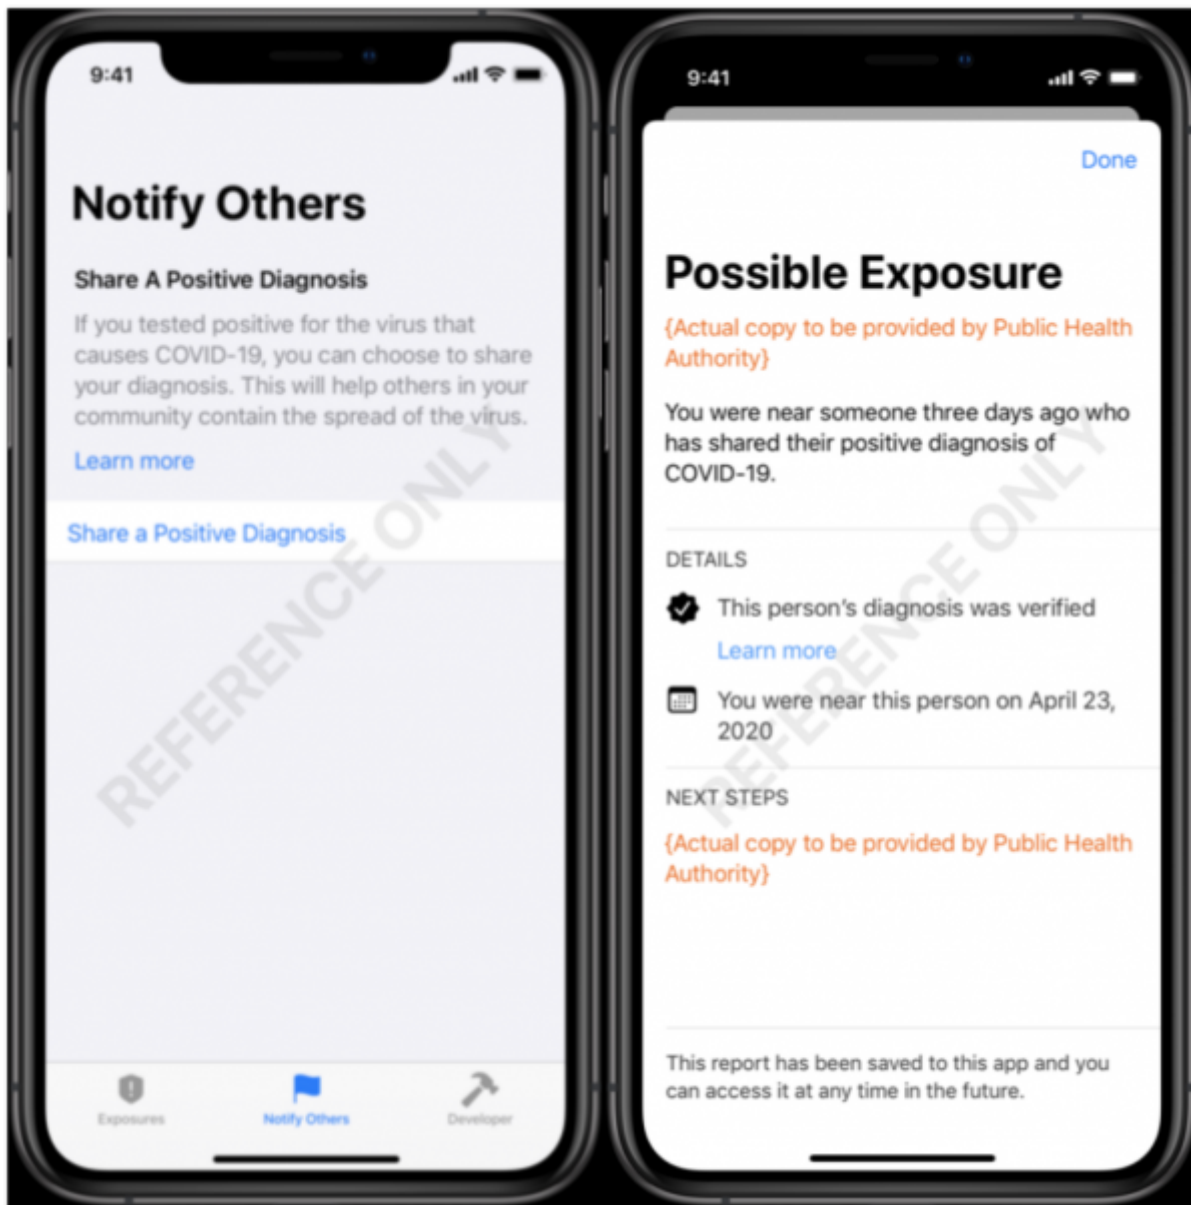 9:41
Notify Others
Share A Positive Diagnosis
If you tested positive for the virus that
causes COVID-19, you can choose to share
your diagnosis. This will help others in your
community contain the spread of the virus.
Learn more
Share a Positive Diagnosis
REFERENCE ONLY
Exposures
Notify Others
Developer
9:41
Done
Possible Exposure
{Actual copy to be provided by Public Health
Authority}
You were near someone three days ago who
has shared their positive diagnosis of
COVID-19.
DETAILS
This person's diagnosis was verified
Learn more
You were near this person on April 23,
2020
NEXT STEPS
{Actual copy to be provided by Public Health
Authority}
REFERENCE ONLY
This report has been saved to this app and you
can access it at any time in the future.